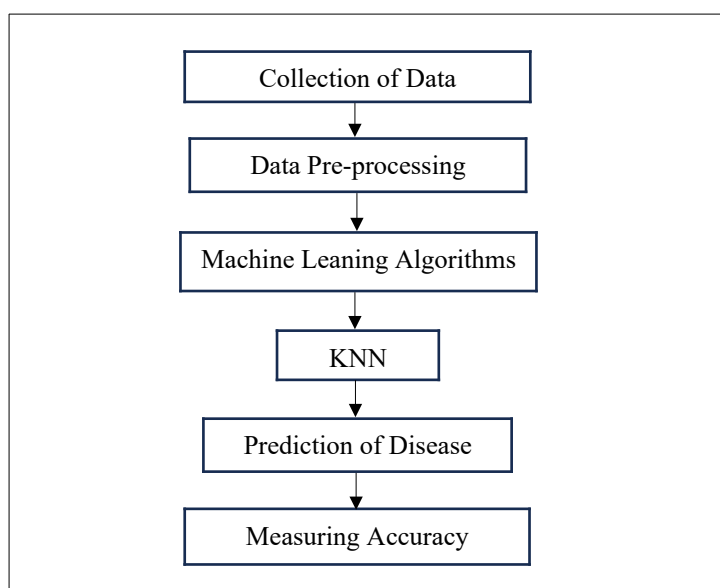 Collection of Data
Data Pre-processing
Machine Leaning Algorithms
KNN
Prediction of Disease
Measuring Accuracy